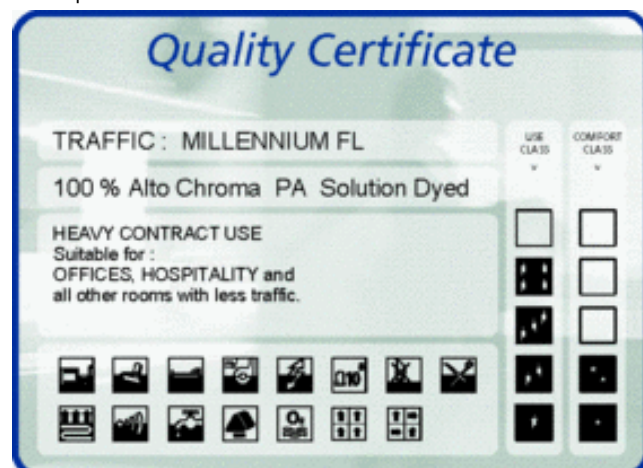 Quality Certificate
TRAFFIC : MILLENNIUM FL
USE CLASS
COMFORT CLASS
100 % Alto Chroma PA Solution Dyed
HEAVY CONTRACT USE
Suitable for :
OFFICES, HOSPITALITY and
all other rooms with less traffic.